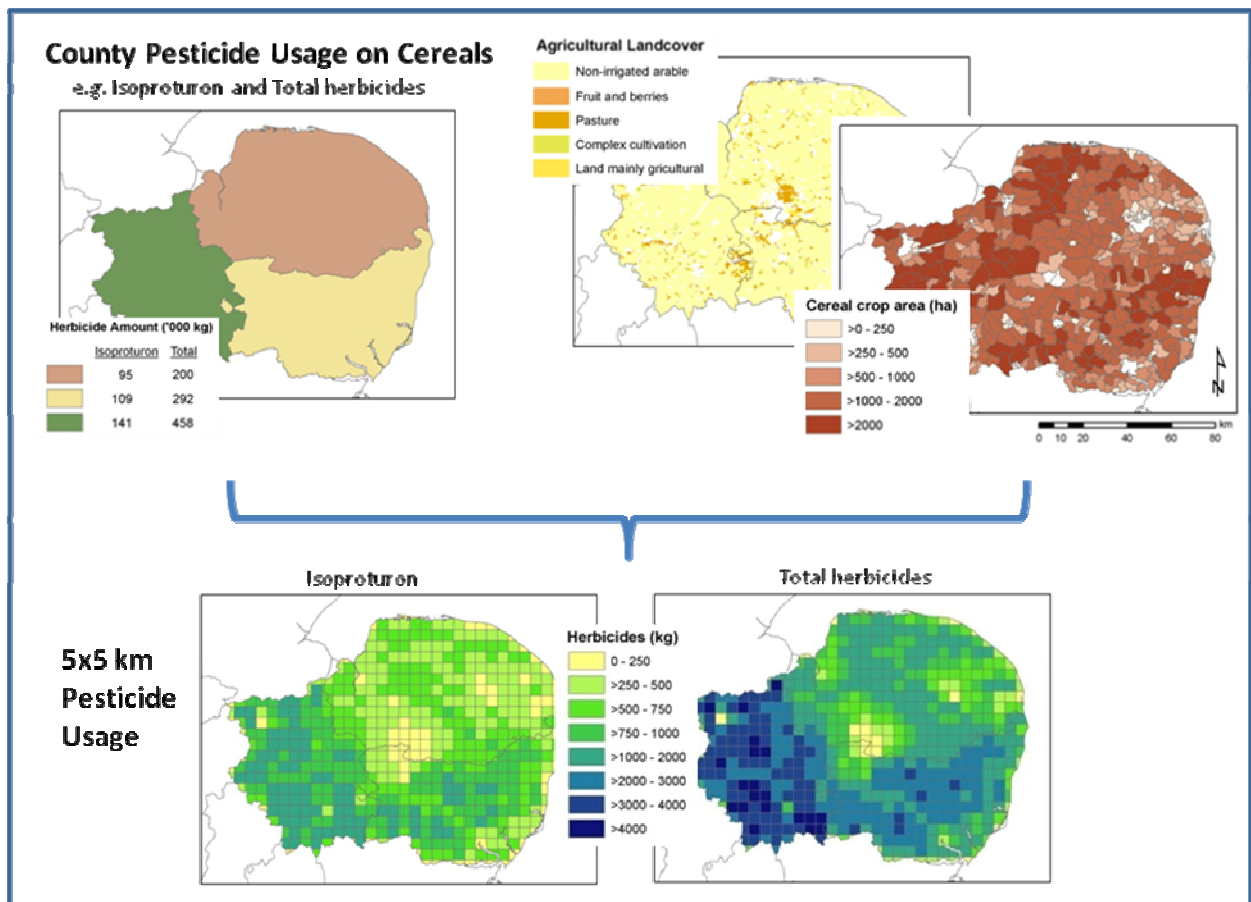 County Pesticide Usage on Cereals
e.g. Isoproturon and Total herbicides
Herbicide Amount ('000 kg)
Isoproturon Total
95 200
109 292
141 458
Agricultural Landcover
Non-irrigated arable
Fruit and berries
Pasture
Complex cultivation
Land mainly gricultural
Cereal crop area (ha)
>0 - 250
>250 - 500
>500 - 1000
>1000 - 2000
>2000
N
km
0 10 20 40 60 80
5x5 km
Pesticide
Usage
Isoproturon
Herbicides (kg)
0 - 250
>250 - 500
>500 - 750
>750 - 1000
>1000 - 2000
>2000 - 3000
>3000 - 4000
>4000
Total herbicides